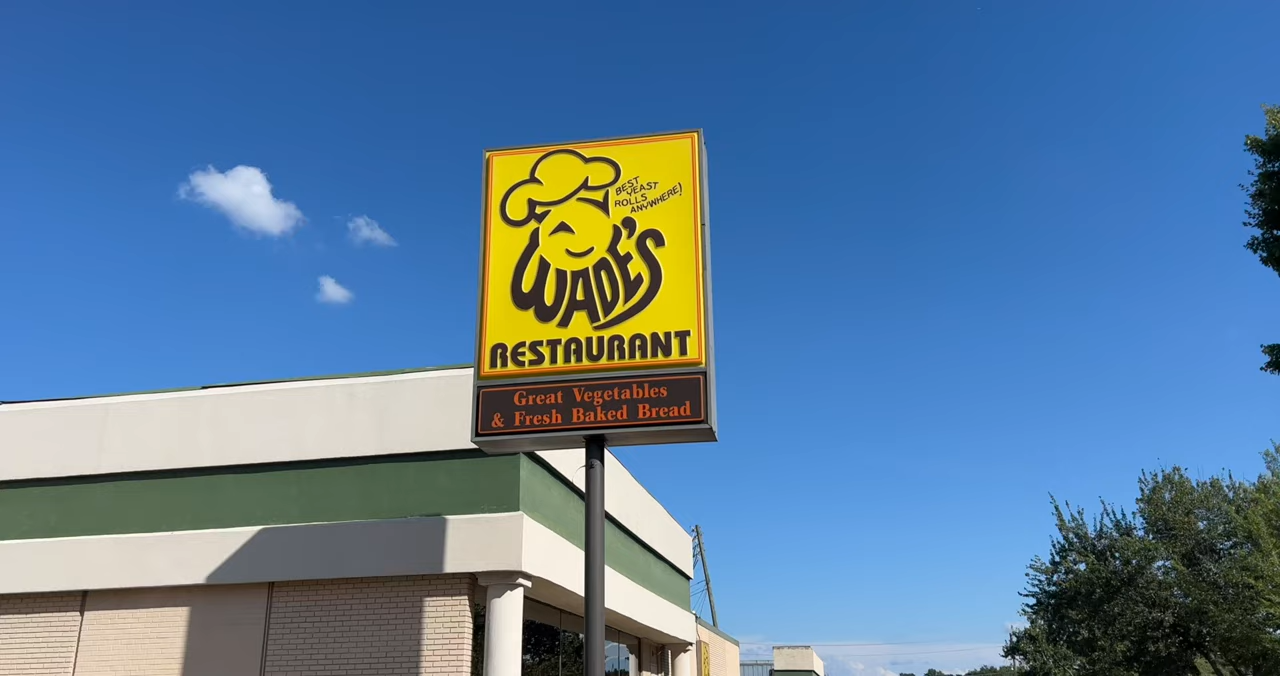 BEST
YEAST
ROLLS
ANYWHERE!
WADE'S
RESTAURANT
Great Vegetables
& Fresh Baked Bread